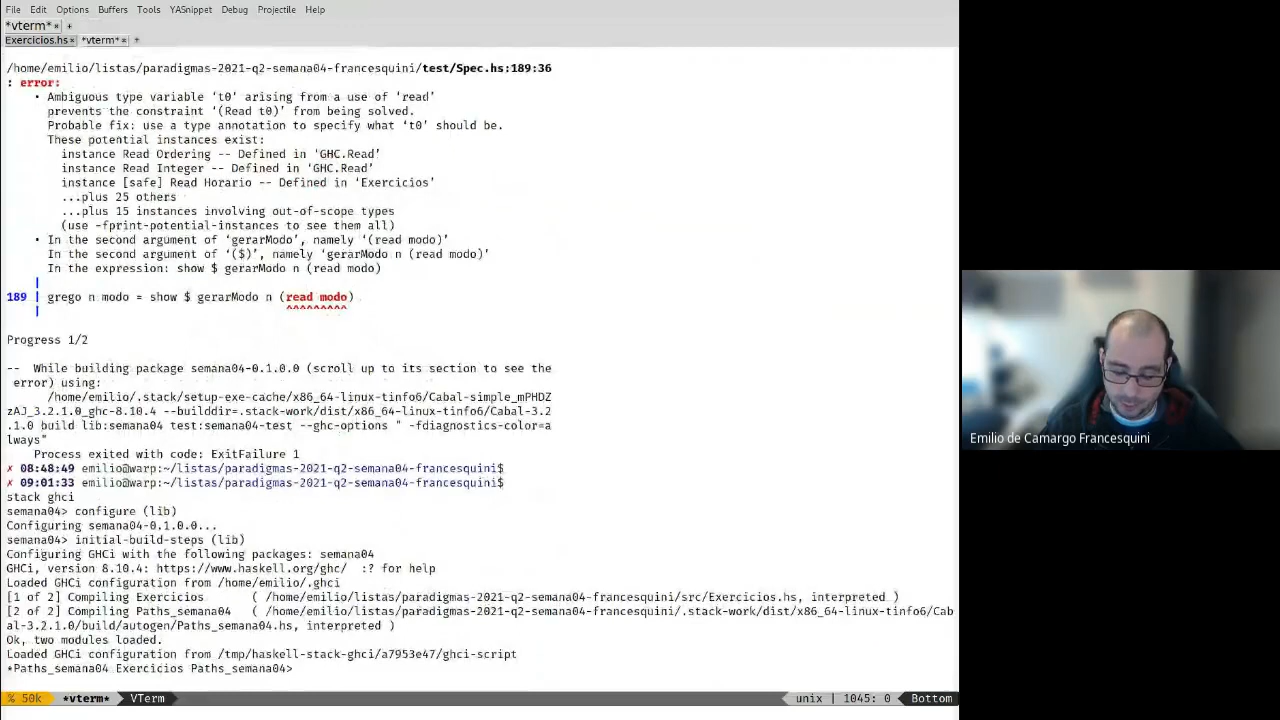 File Edit Options Buffers Tools YASnippet Debug Projectile Help
*vterm* × +
Exercicios.hs × *vterm* × +
/home/emilio/listas/paradigmas-2021-q2-semana04-francesquini/test/Spec.hs:189:36
: error:
• Ambiguous type variable ‘t0’ arising from a use of ‘read’
prevents the constraint ‘(Read t0)’ from being solved.
Probable fix: use a type annotation to specify what ‘t0’ should be.
These potential instances exist:
instance Read Ordering -- Defined in ‘GHC.Read’
instance Read Integer -- Defined in ‘GHC.Read’
instance [safe] Read Horario -- Defined in ‘Exercicios’
...plus 25 others
...plus 15 instances involving out-of-scope types
(use -fprint-potential-instances to see them all)
• In the second argument of ‘gerarModo’, namely ‘(read modo)’
In the second argument of ‘($)’, namely ‘gerarModo n (read modo)’
In the expression: show $ gerarModo n (read modo)
|
189 | grego n modo = show $ gerarModo n (read modo)
| ^^^^^^^^^
Progress 1/2
-- While building package semana04-0.1.0.0 (scroll up to its section to see the
error) using:
/home/emilio/.stack/setup-exe-cache/x86_64-linux-tinfo6/Cabal-simple_mPHDZ
zAJ_3.2.1.0_ghc-8.10.4 --builddir=.stack-work/dist/x86_64-linux-tinfo6/Cabal-3.2
.1.0 build lib:semana04 test:semana04-test --ghc-options " -fdiagnostics-color=a
lways"
Process exited with code: ExitFailure 1
✗ 08:48:49 emilio@warp:~/listas/paradigmas-2021-q2-semana04-francesquini$
✗ 09:01:33 emilio@warp:~/listas/paradigmas-2021-q2-semana04-francesquini$
stack ghci
semana04> configure (lib)
Configuring semana04-0.1.0.0...
semana04> initial-build-steps (lib)
Configuring GHCi with the following packages: semana04
GHCi, version 8.10.4: https://www.haskell.org/ghc/ :? for help
Loaded GHCi configuration from /home/emilio/.ghci
[1 of 2] Compiling Exercicios ( /home/emilio/listas/paradigmas-2021-q2-semana04-francesquini/src/Exercicios.hs, interpreted )
[2 of 2] Compiling Paths_semana04 ( /home/emilio/listas/paradigmas-2021-q2-semana04-francesquini/.stack-work/dist/x86_64-linux-tinfo6/Cab
al-3.2.1.0/build/autogen/Paths_semana04.hs, interpreted )
Ok, two modules loaded.
Loaded GHCi configuration from /tmp/haskell-stack-ghci/a7953e47/ghci-script
*Paths_semana04 Exercicios Paths_semana04>
% 50k *vterm* VTerm unix | 1045: 0 Bottom
Emilio de Camargo Francesquini